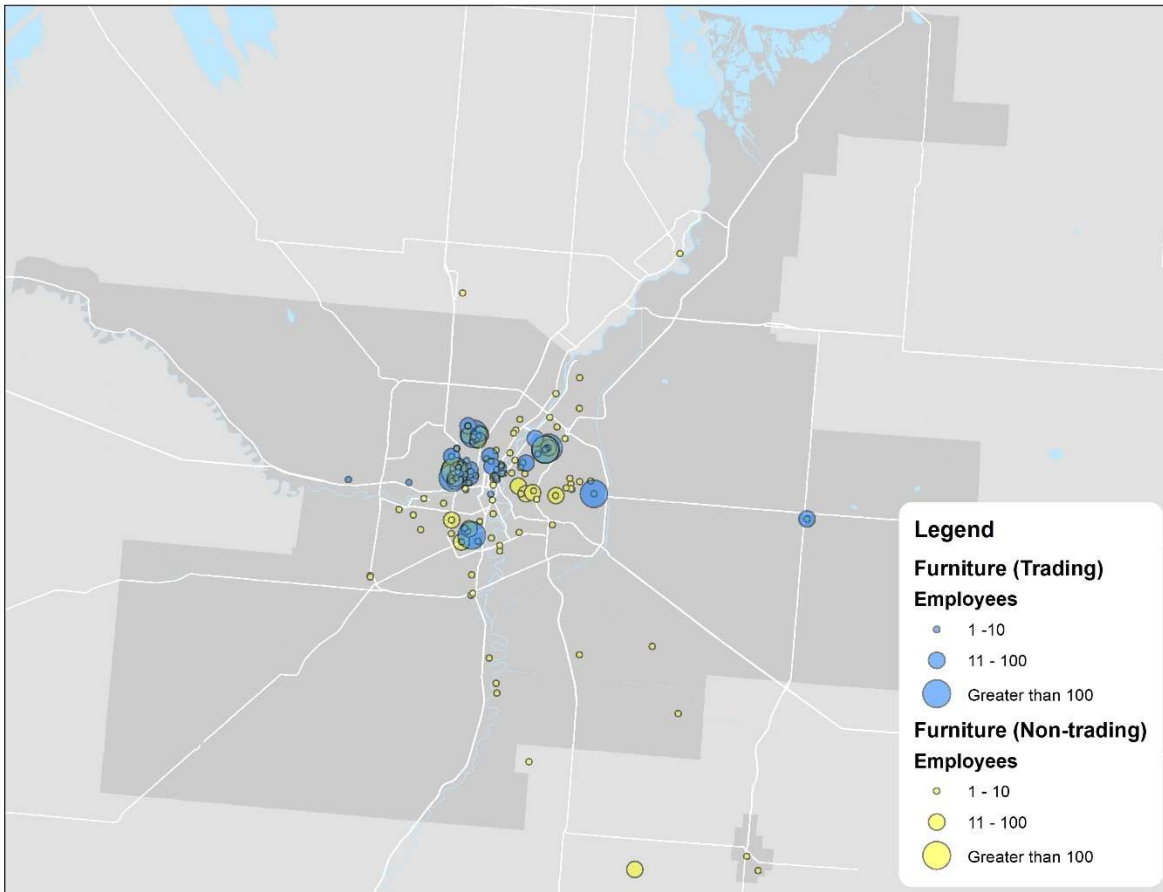 Legend
Furniture (Trading)
Employees
1 -10
11 - 100
Greater than 100
Furniture (Non-trading)
Employees
1 - 10
11 - 100
Greater than 100